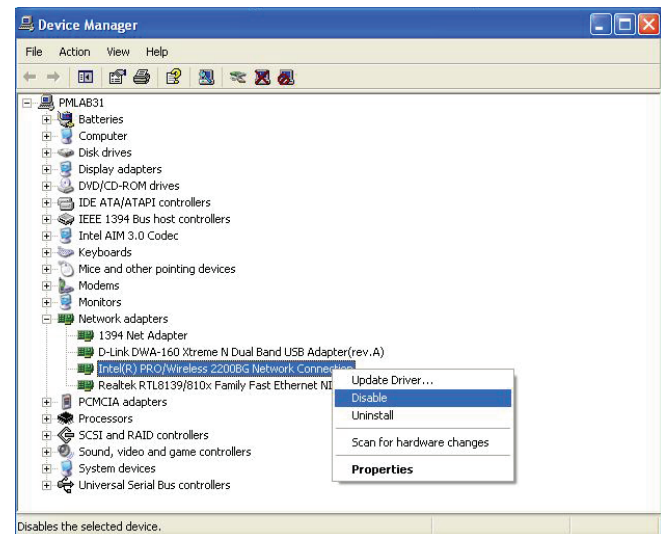 Device Manager
File Action View Help
PMLAB31
Batteries
Computer
Disk drives
Display adapters
DVD/CD-ROM drives
IDE ATA/ATAPI controllers
IEEE 1394 Bus host controllers
Intel AIM 3.0 Codec
Keyboards
Mice and other pointing devices
Modems
Monitors
Network adapters
1394 Net Adapter
D-Link DWA-160 Xtreme N Dual Band USB Adapter(rev.A)
Intel(R) PRO/Wireless 2200BG Network Connection
Realtek RTL8139/810x Family Fast Ethernet NI
PCMCIA adapters
Processors
SCSI and RAID controllers
Sound, video and game controllers
System devices
Universal Serial Bus controllers
Update Driver...
Disable
Uninstall
Scan for hardware changes
Properties
Disables the selected device.